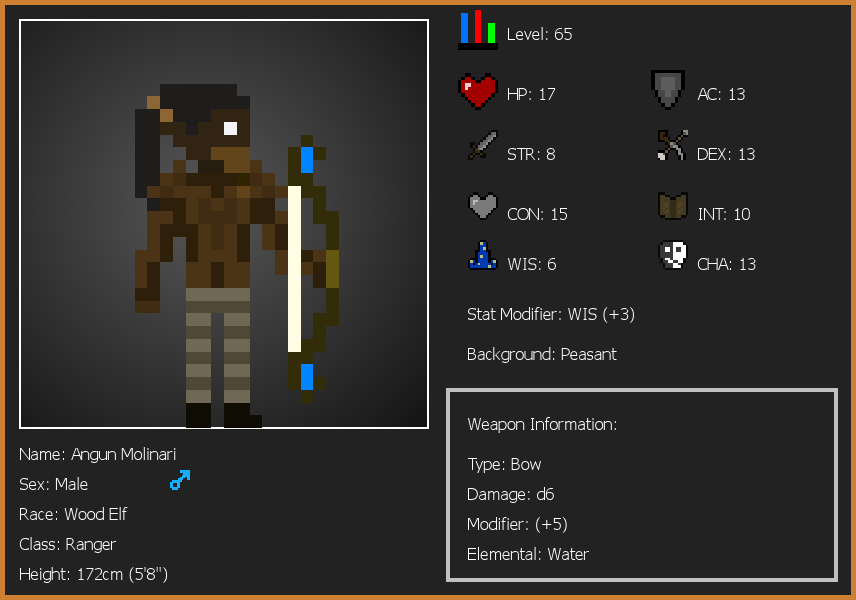 Level: 65
HP: 17
AC: 13
STR: 8
DEX: 13
CON: 15
INT: 10
WIS: 6
CHA: 13
Stat Modifier: WIS (+3)
Background: Peasant
Weapon Information:
Type: Bow
Damage: d6
Modifier: (+5)
Elemental: Water
Name: Angun Molinari
Sex: Male
Race: Wood Elf
Class: Ranger
Height: 172cm (5'8")